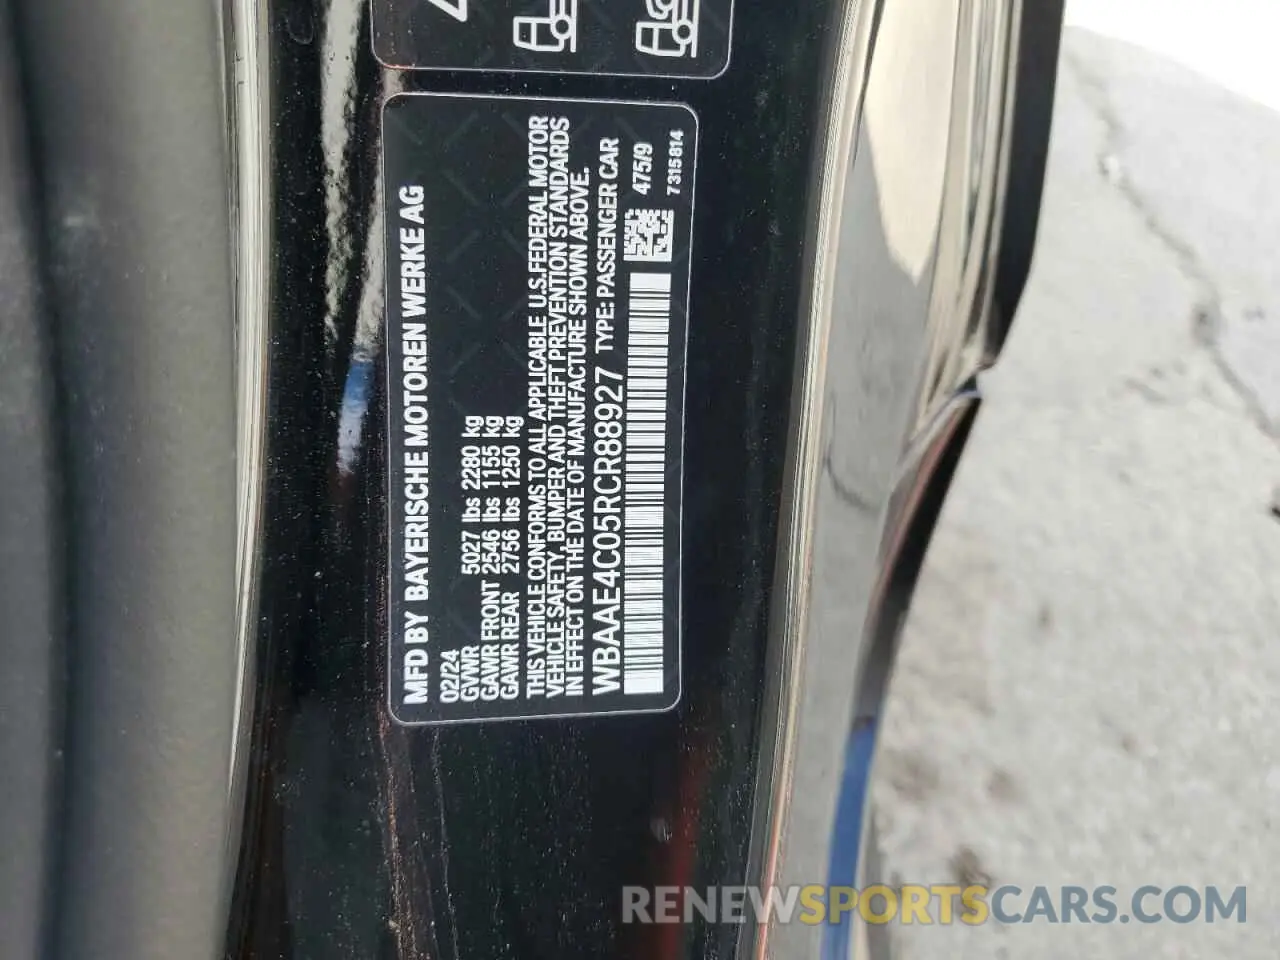 MFD BY BAYERISCHE MOTOREN WERKE AG
02/24
GVWR 5027 lbs 2280 kg
GAWR FRONT 2546 lbs 1155 kg
GAWR REAR 2756 lbs 1250 kg
THIS VEHICLE CONFORMS TO ALL APPLICABLE U.S.FEDERAL MOTOR
VEHICLE SAFETY, BUMPER AND THEFT PREVENTION STANDARDS
IN EFFECT ON THE DATE OF MANUFACTURE SHOWN ABOVE.
WBAAE4C05RCR88927 TYPE: PASSENGER CAR
475/9
7315814
RENEWSPORTSCARS.COM